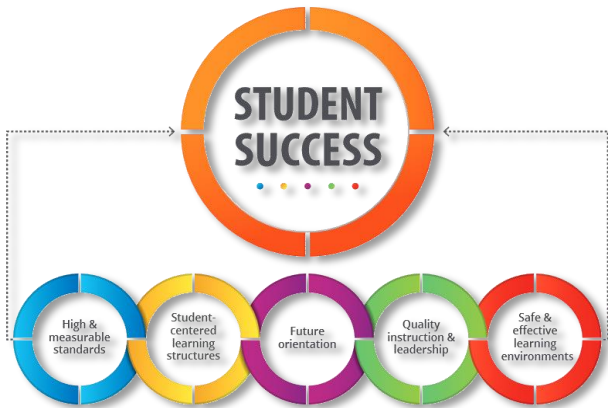 STUDENT
SUCCESS
High &
measurable
standards
Student-
centered
learning
structures
Future
orientation
Quality
instruction &
leadership
Safe &
effective
learning
environments